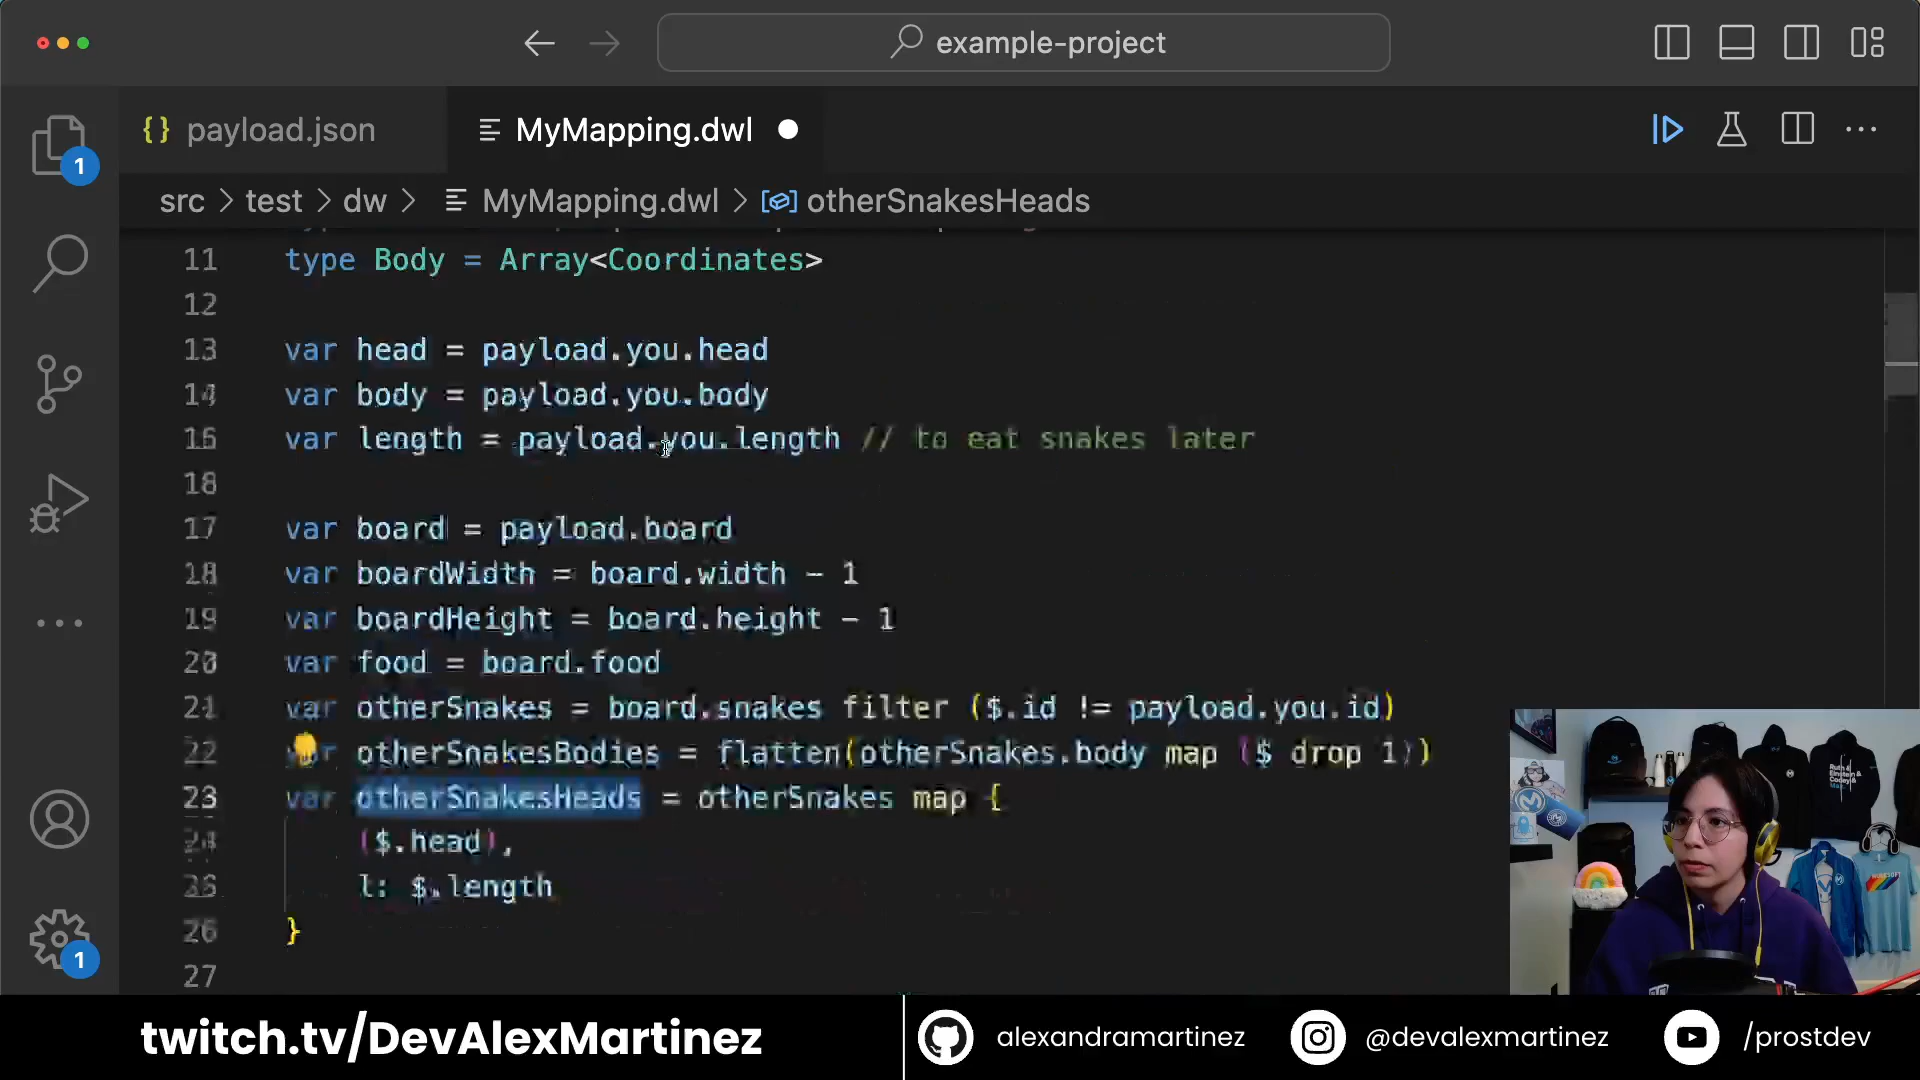 example-project
payload.json
MyMapping.dwl
1
src > test > dw > MyMapping.dwl > otherSnakesHeads
11 type Body = Array<Coordinates>
12
13 var head = payload.you.head
14 var body = payload.you.body
15 var length = payload.you.length // to eat snakes later
18
17 var board = payload.board
18 var boardWidth = board.width - 1
19 var boardHeight = board.height - 1
20 var food = board.food
21 var otherSnakes = board.snakes filter ($.id != payload.you.id)
22 var otherSnakesBodies = flatten(otherSnakes.body map ($ drop 1))
23 var otherSnakesHeads = otherSnakes map {
24 ($.head),
25 l: $.length
26 }
27
1
twitch.tv/DevAlexMartinez
alexandramartinez
@devalexmartinez
/prostdev